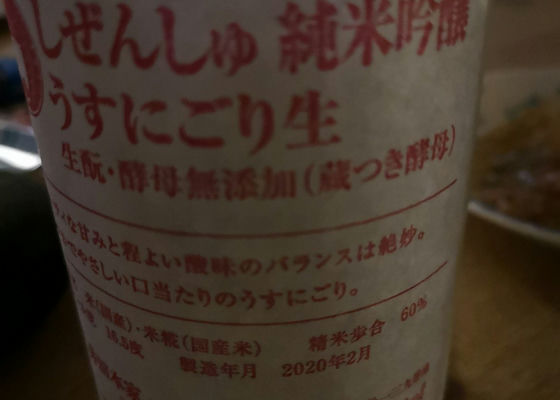 しぜんしゅ 純米吟醸
うすにごり生
生酛・酵母無添加(蔵つき酵母)
な甘みと程よい酸味のバランスは絶妙。
やさしい口当たりのうすにごり。
米(国産)・米糀(国産米) 精米歩合 60%
16.5度 製造年月 2020年2月